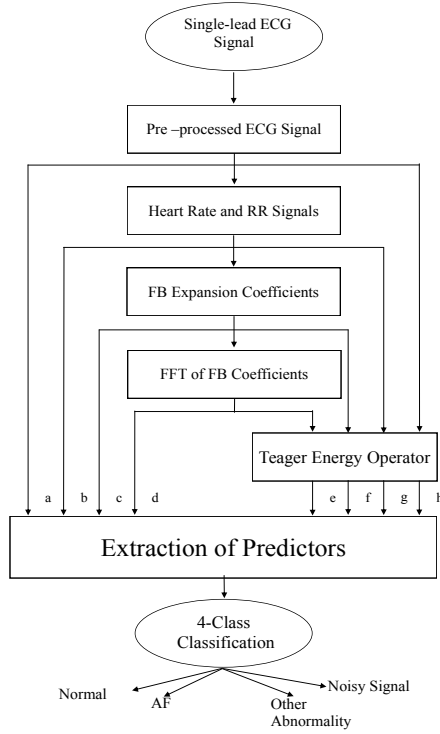 Single-lead ECG
Signal
Pre –processed ECG Signal
Heart Rate and RR Signals
FB Expansion Coefficients
FFT of FB Coefficients
Teager Energy Operator
a b c d e f g h
Extraction of Predictors
4-Class
Classification
Normal
AF
Other
Abnormality
Noisy Signal